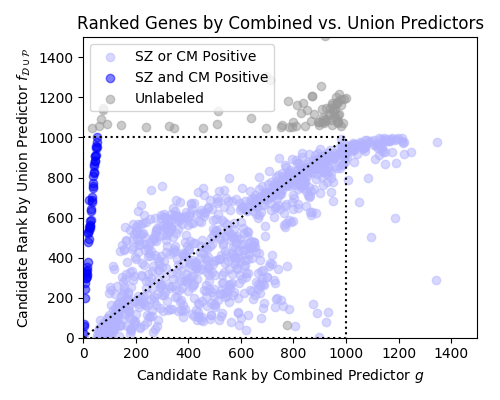 Ranked Genes by Combined vs. Union Predictors
Candidate Rank by Union Predictor f_{𝒟∪𝒫}
1400
1200
1000
800
600
400
200
0
SZ or CM Positive
SZ and CM Positive
Unlabeled
0 200 400 600 800 1000 1200 1400
Candidate Rank by Combined Predictor g